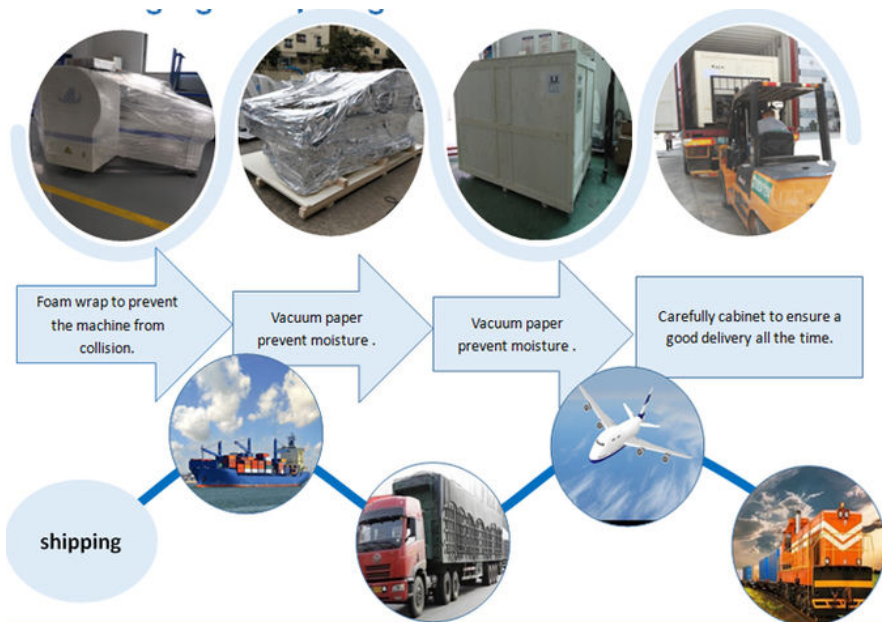 Foam wrap to prevent
the machine from
collision.
Vacuum paper
prevent moisture .
Vacuum paper
prevent moisture .
Carefully cabinet to ensure a
good delivery all the time.
shipping